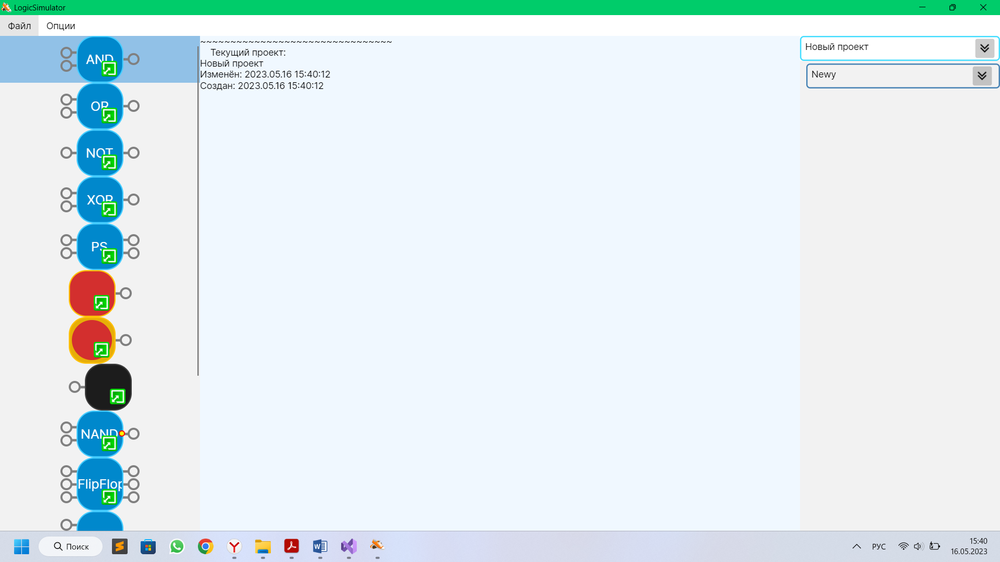 LogicSimulator
Файл Опции
AND
OR
NOT
XOR
PS
NAND
FlipFlop
~~~~~~~~~~~~~~~~~~~~~~~~~~~~~~~~
Текущий проект:
Новый проект
Изменён: 2023.05.16 15:40:12
Создан: 2023.05.16 15:40:12
Новый проект
Newy
Поиск
РУС
15:40
16.05.2023